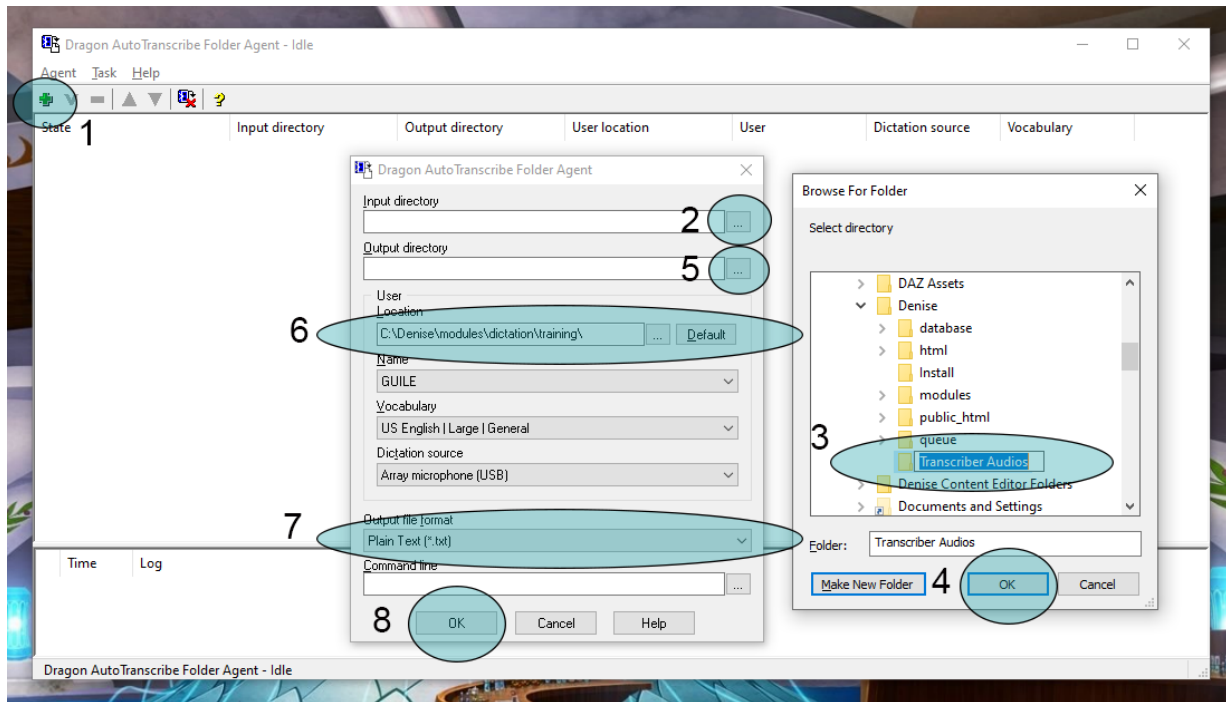 Dragon AutoTranscribe Folder Agent - Idle
Agent Task Help
1
State Input directory Output directory User location User Dictation source Vocabulary
Dragon AutoTranscribe Folder Agent
Input directory
2 ...
Output directory
5 ...
User
Location
6 C:\Denise\modules\dictation\training\ ... Default
Name
GUILE
Vocabulary
US English | Large | General
Dictation source
Array microphone (USB)
Output file format
7 Plain Text (*.txt)
Command line
...
8 OK Cancel Help
Browse For Folder
Select directory
DAZ Assets
Denise
database
html
Install
modules
public_html
queue
3 Transcriber Audios
Denise Content Editor Folders
Documents and Settings
Folder: Transcriber Audios
Make New Folder 4 OK Cancel
Time Log
Dragon AutoTranscribe Folder Agent - Idle